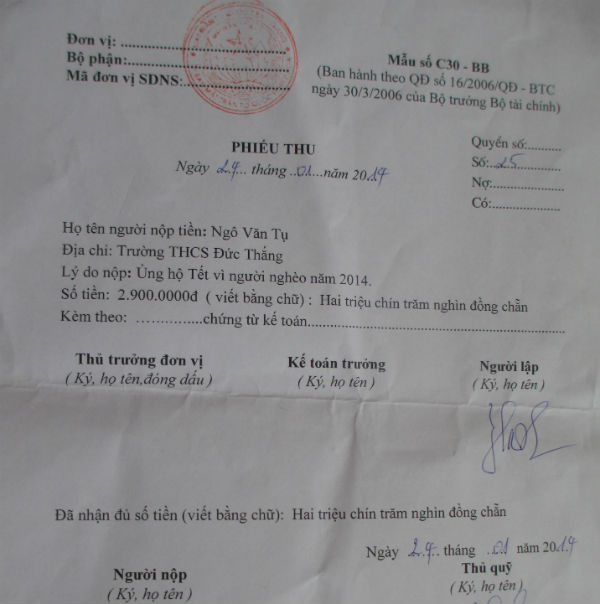 Đơn vị: ...............................
Bộ phận:.............................
Mã đơn vị SDNS:....................
Mẫu số C30 - BB
(Ban hành theo QĐ số 16/2006/QĐ - BTC
ngày 30/3/2006 của Bộ trưởng Bộ tài chính)
PHIẾU THU
Ngày 24.. tháng ..01...năm 20.14
Quyển số:..........
Số:...25............
Nợ:....................
Có:....................
Họ tên người nộp tiền: Ngô Văn Tụ
Địa chỉ: Trường THCS Đức Thắng
Lý do nộp: Ủng hộ Tết vì người nghèo năm 2014.
Số tiền: 2.900.0000đ ( viết bằng chữ) : Hai triệu chín trăm nghìn đồng chẵn
Kèm theo: ……………..chứng từ kế toán.................................................................
Thủ trưởng đơn vị Kế toán trưởng Người lập
( Ký, họ tên,đóng dấu ) ( Ký, họ tên ) ( Ký, họ tên )
Đã nhận đủ số tiền (viết bằng chữ): Hai triệu chín trăm nghìn đồng chẵn
Ngày 24.. tháng ..01 năm 20.14
Người nộp Thủ quỹ
(Ký, họ tên ) ( Ký, họ tên )